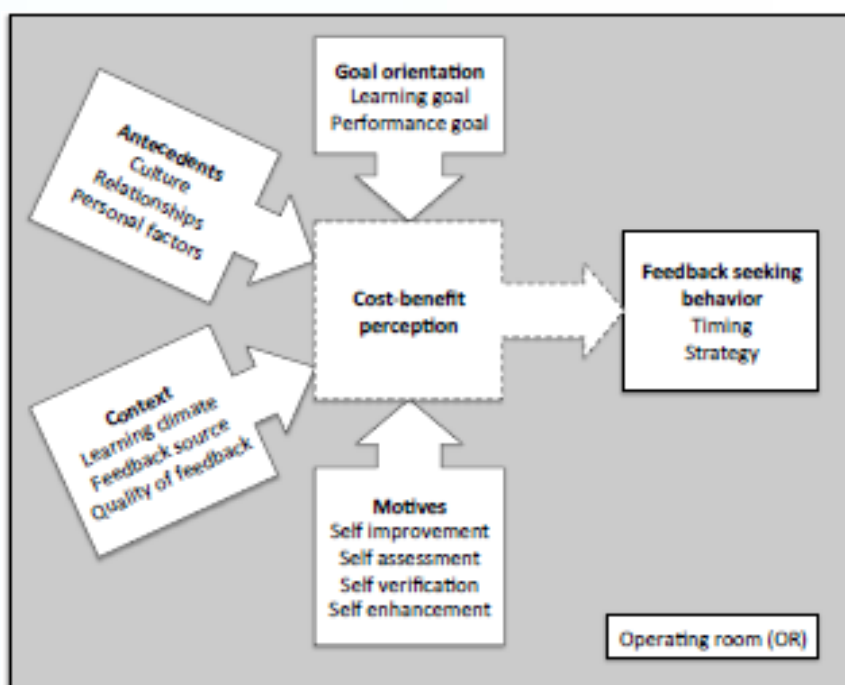 Goal orientation
Learning goal
Performance goal
Antecedents
Culture
Relationships
Personal factors
Cost-benefit
perception
Feedback seeking
behavior
Timing
Strategy
Context
Learning climate
Feedback source
Quality of feedback
Motives
Self improvement
Self assessment
Self verification
Self enhancement
Operating room (OR)